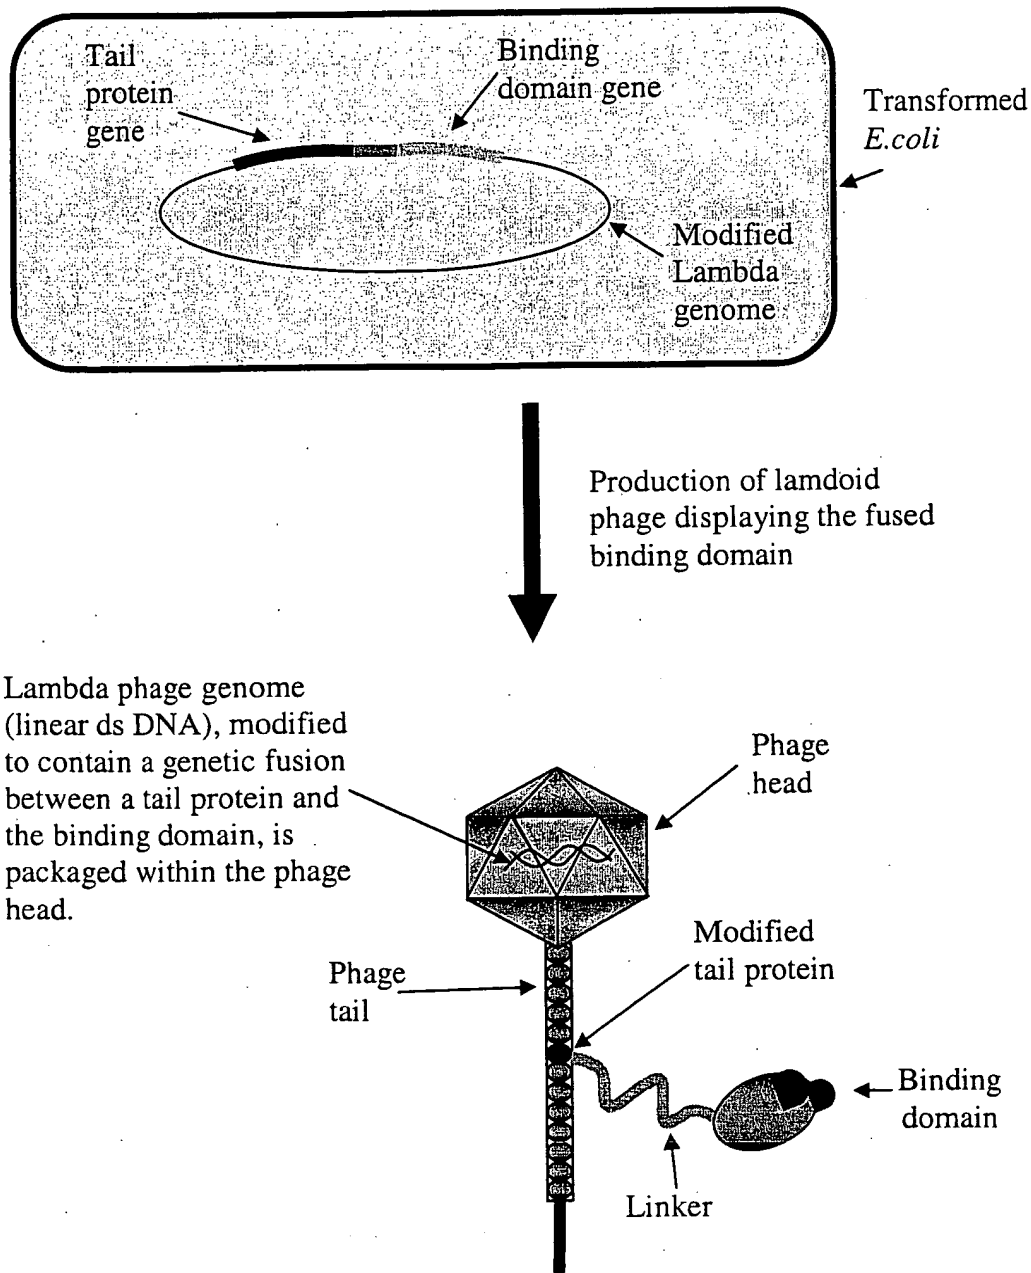 Tail
protein
gene
Binding
domain gene
Transformed
E.coli
Modified
Lambda
genome
Production of lamdoid
phage displaying the fused
binding domain
Lambda phage genome
(linear ds DNA), modified
to contain a genetic fusion
between a tail protein and
the binding domain, is
packaged within the phage
head.
Phage
head
Modified
tail protein
Phage
tail
Binding
domain
Linker